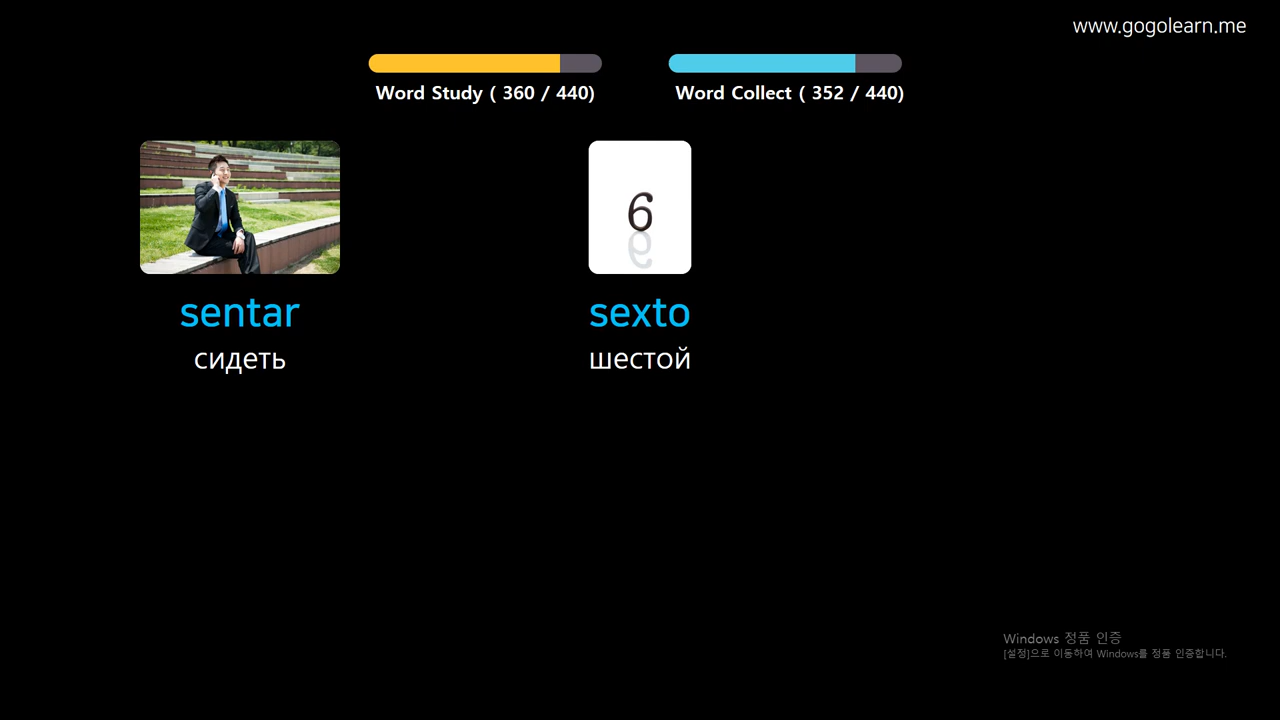 www.gogolearn.me
Word Study ( 360 / 440)
Word Collect ( 352 / 440)
6
sentar
sexto
сидеть
шестой
Windows 정품 인증
[설정]으로 이동하여 Windows를 정품 인증합니다.